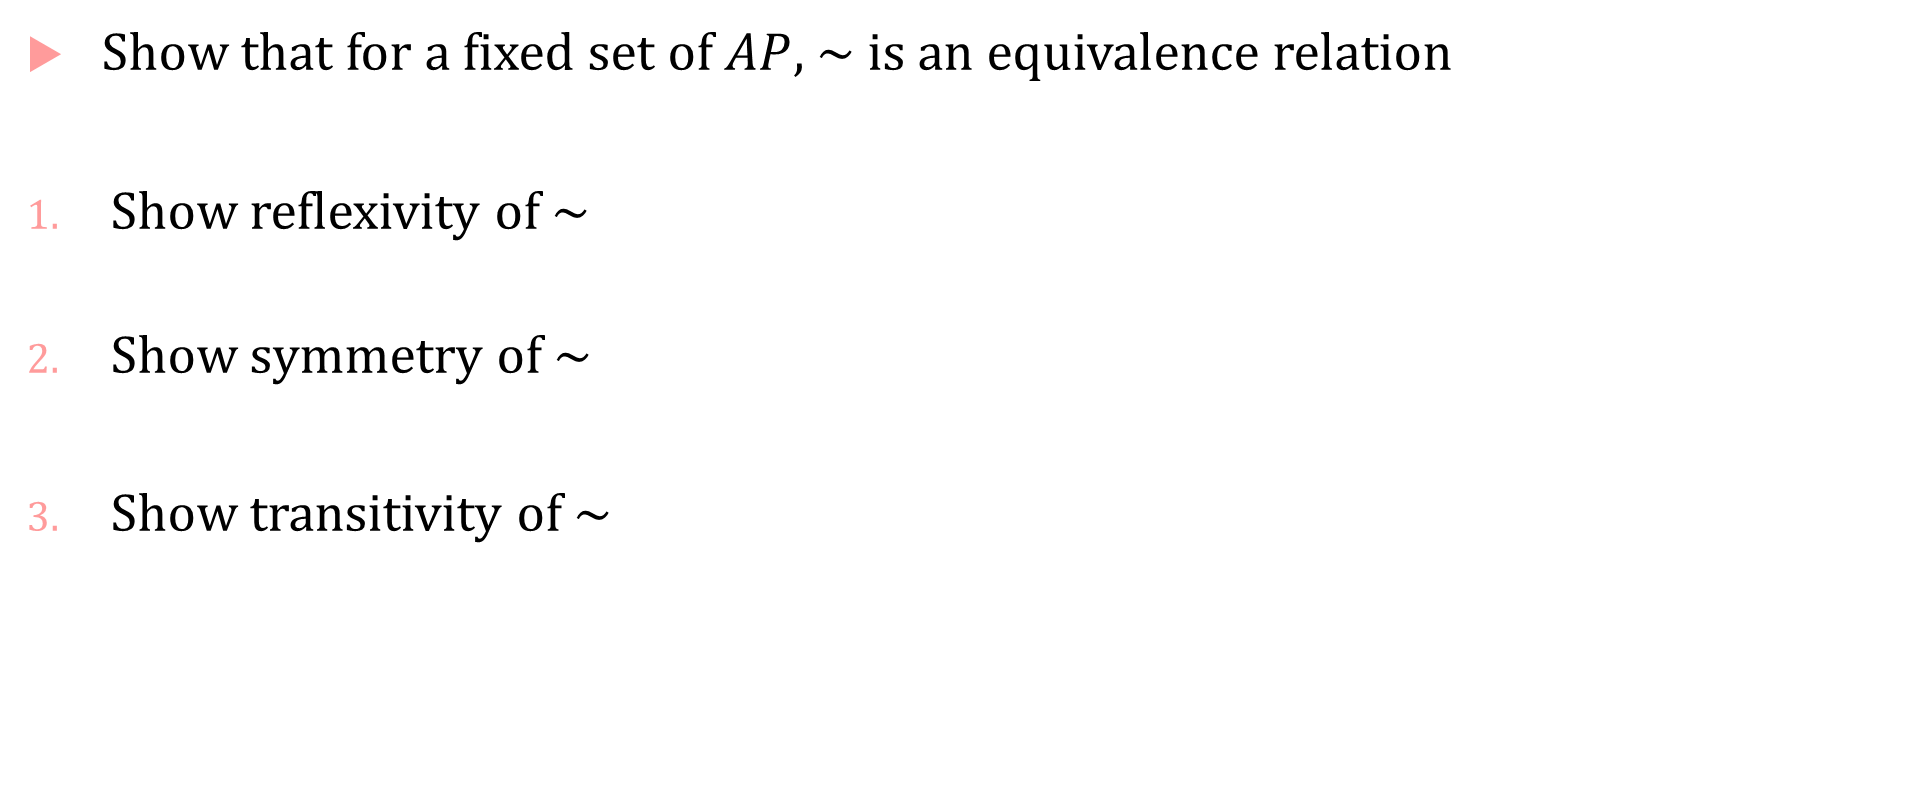 ▶ Show that for a fixed set of AP, ~ is an equivalence relation
1. Show reflexivity of ~
2. Show symmetry of ~
3. Show transitivity of ~